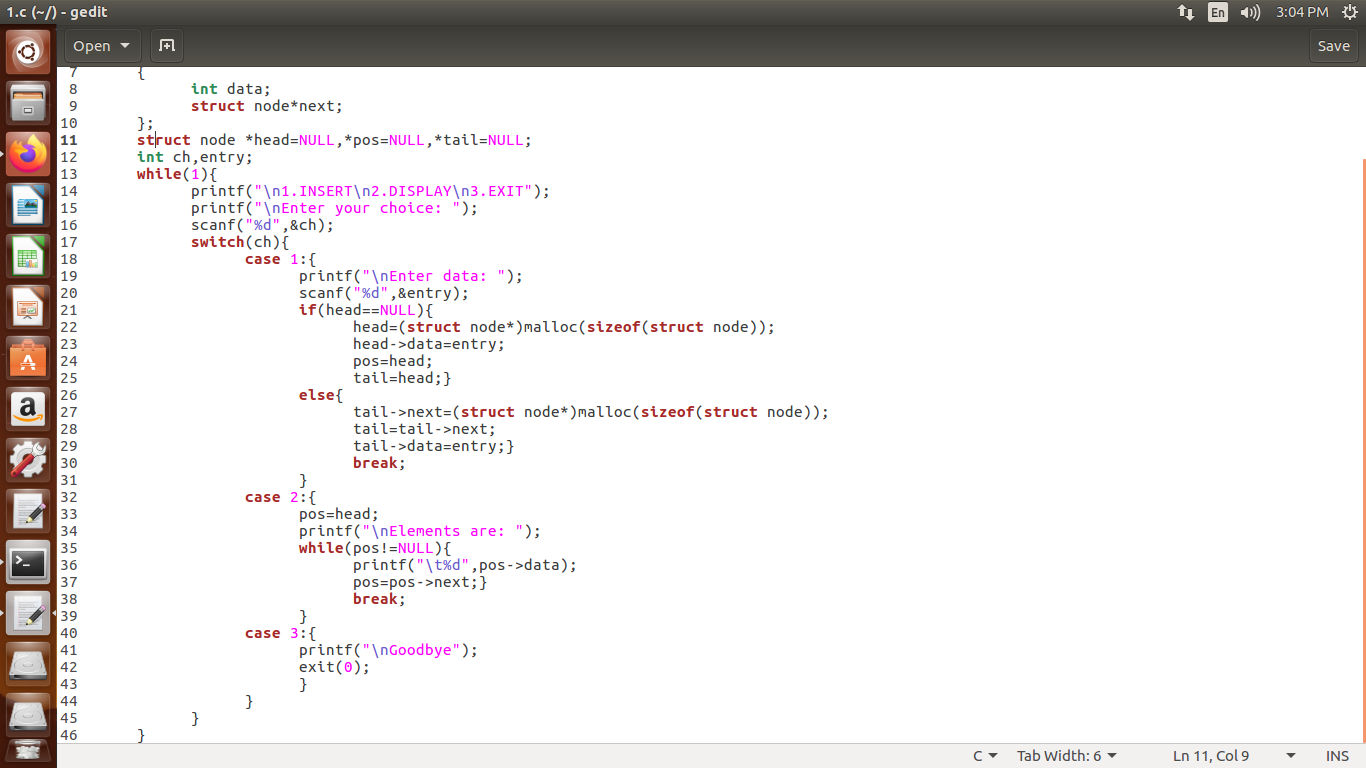 1.c (~/) - gedit
En 3:04 PM
Open Save
7 {
8 int data;
9 struct node*next;
10 };
11 struct node *head=NULL,*pos=NULL,*tail=NULL;
12 int ch,entry;
13 while(1){
14 printf("\n1.INSERT\n2.DISPLAY\n3.EXIT");
15 printf("\nEnter your choice: ");
16 scanf("%d",&ch);
17 switch(ch){
18 case 1:{
19 printf("\nEnter data: ");
20 scanf("%d",&entry);
21 if(head==NULL){
22 head=(struct node*)malloc(sizeof(struct node));
23 head->data=entry;
24 pos=head;
25 tail=head;}
26 else{
27 tail->next=(struct node*)malloc(sizeof(struct node));
28 tail=tail->next;
29 tail->data=entry;}
30 break;
31 }
32 case 2:{
33 pos=head;
34 printf("\nElements are: ");
35 while(pos!=NULL){
36 printf("\t%d",pos->data);
37 pos=pos->next;}
38 break;
39 }
40 case 3:{
41 printf("\nGoodbye");
42 exit(0);
43 }
44 }
45 }
46 }
C Tab Width: 6 Ln 11, Col 9 INS